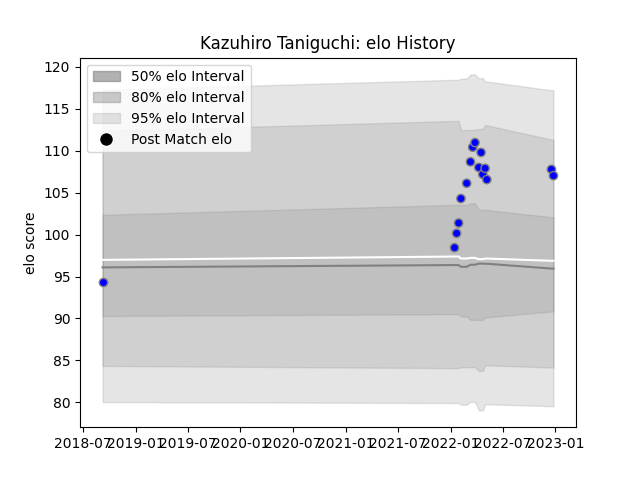 Kazuhiro Taniguchi: elo History
50% elo Interval
80% elo Interval
95% elo Interval
Post Match elo
elo score
120
115
110
105
100
95
90
85
80
2018-07 2019-01 2019-07 2020-01 2020-07 2021-01 2021-07 2022-01 2022-07 2023-01